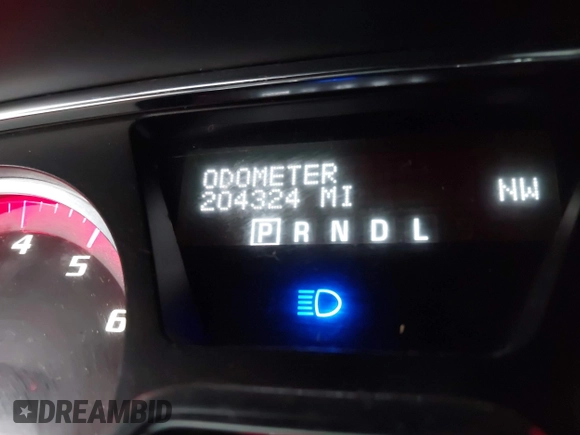 ODOMETER
204324 MI
NW
P R N D L
4
5
6
DREAMBID